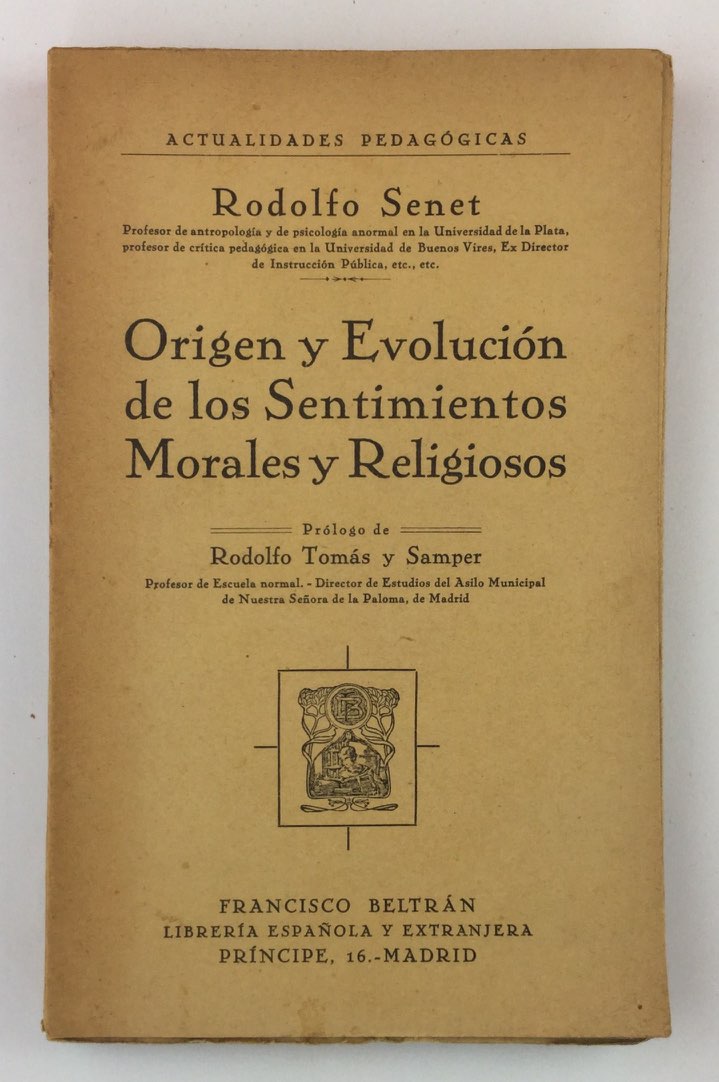 ACTUALIDADES PEDAGÓGICAS
Rodolfo Senet
Profesor de antropología y de psicología anormal en la Universidad de la Plata,
profesor de crítica pedagógica en la Universidad de Buenos Vires, Ex Director
de Instrucción Pública, etc., etc.
Origen y Evolución
de los Sentimientos
Morales y Religiosos
Prólogo de
Rodolfo Tomás y Samper
Profesor de Escuela normal. - Director de Estudios del Asilo Municipal
de Nuestra Señora de la Paloma, de Madrid
FRANCISCO BELTRÁN
LIBRERÍA ESPAÑOLA Y EXTRANJERA
PRÍNCIPE, 16.-MADRID